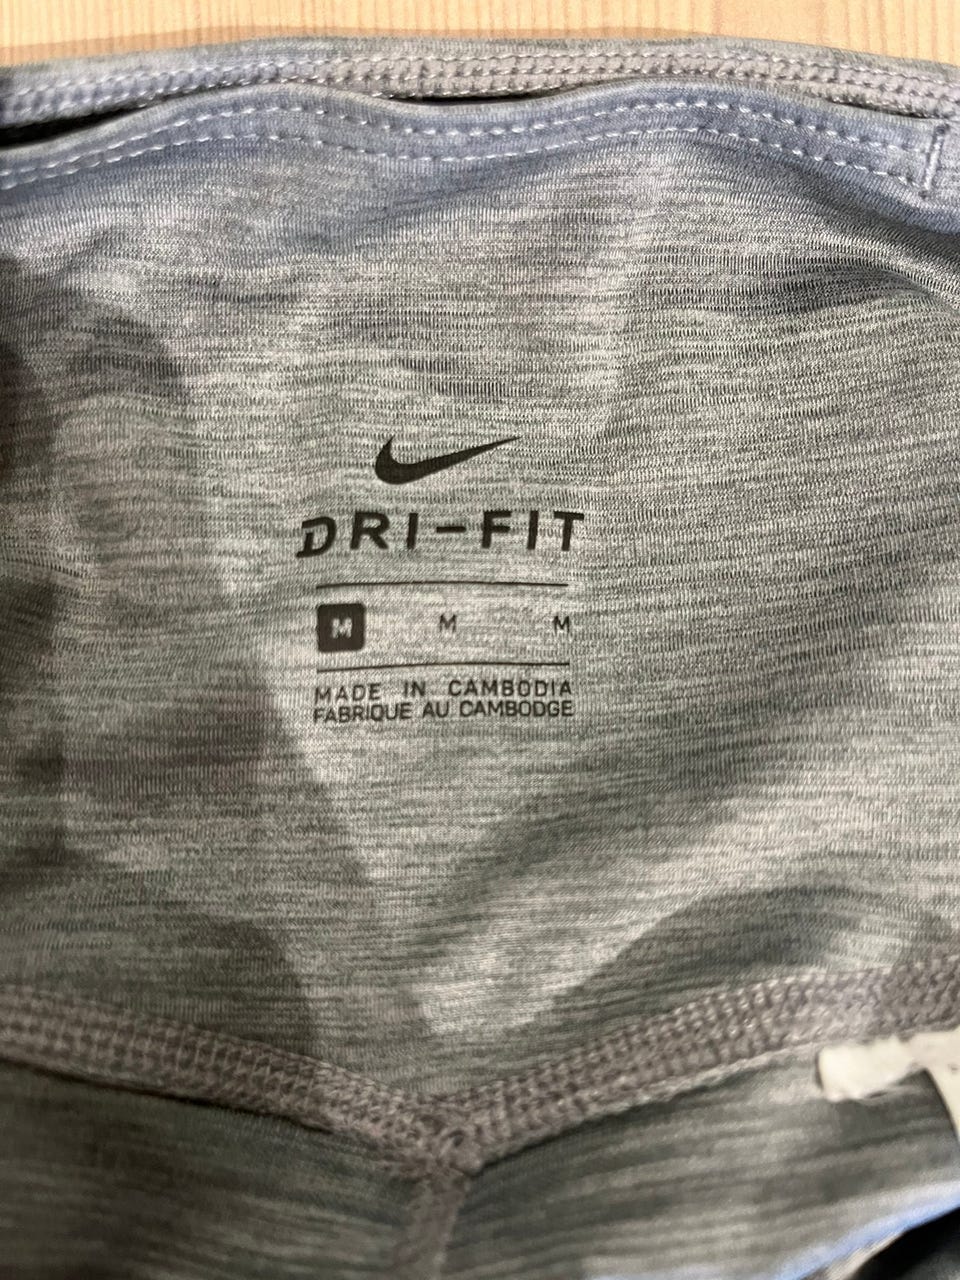 DRI-FIT
M M M
MADE IN CAMBODIA
FABRIQUE AU CAMBODGE